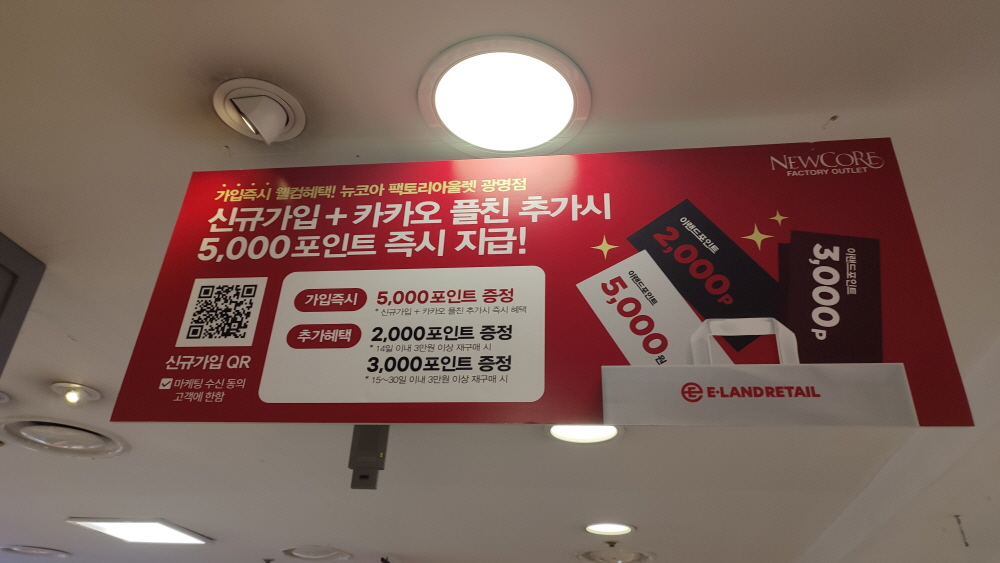 NEWCORE
FACTORY OUTLET
가입즉시 웰컴혜택! 뉴코아 팩토리아울렛 광명점
신규가입 + 카카오 플친 추가시
5,000포인트 즉시 지급!
신규가입 QR
마케팅 수신 동의
고객에 한함
가입즉시 5,000포인트 증정
* 신규가입 + 카카오 플친 추가시 즉시 혜택
추가혜택 2,000포인트 증정
* 14일 이내 3만원 이상 재구매 시
3,000포인트 증정
* 15~30일 이내 3만원 이상 재구매 시
이랜드포인트
5,000원
이랜드포인트
2,000P
이랜드포인트
3,000P
E·LANDRETAIL